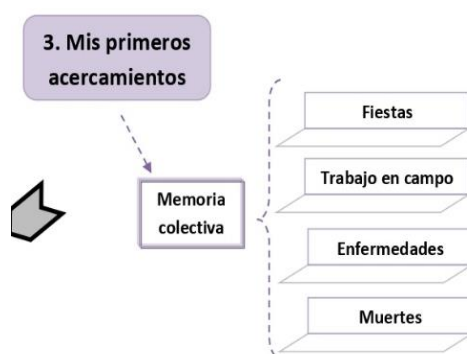 3. Mis primeros
acercamientos
Memoria
colectiva
Fiestas
Trabajo en campo
Enfermedades
Muertes